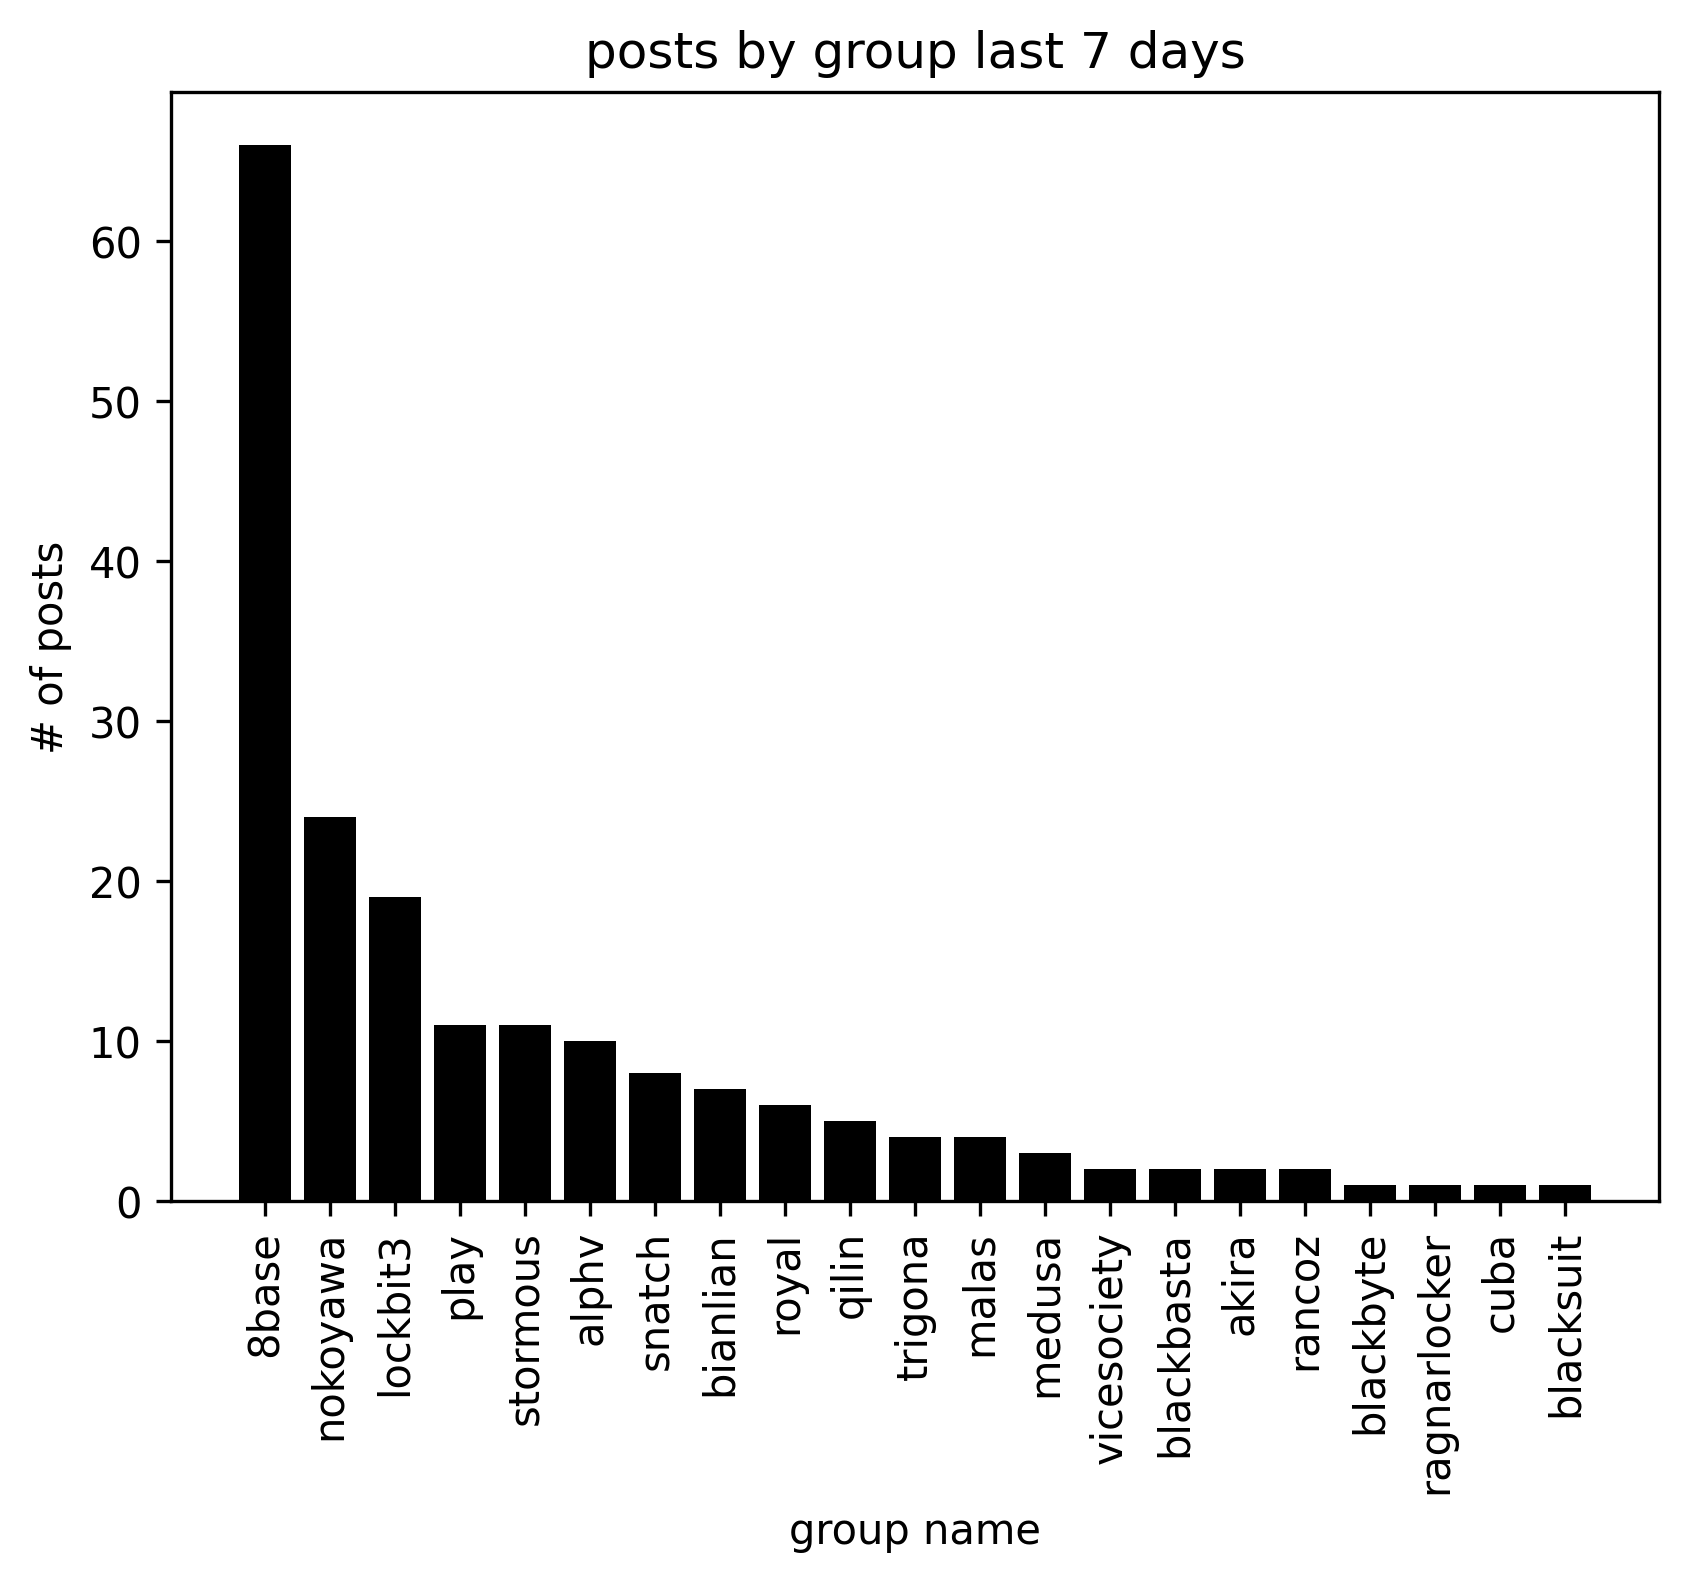 posts by group last 7 days
# of posts
60
50
40
30
20
10
0
8base
nokoyawa
lockbit3
play
stormous
alphv
snatch
bianlian
royal
qilin
trigona
malas
medusa
vicesociety
blackbasta
akira
rancoz
blackbyte
ragnarlocker
cuba
blacksuit
group name